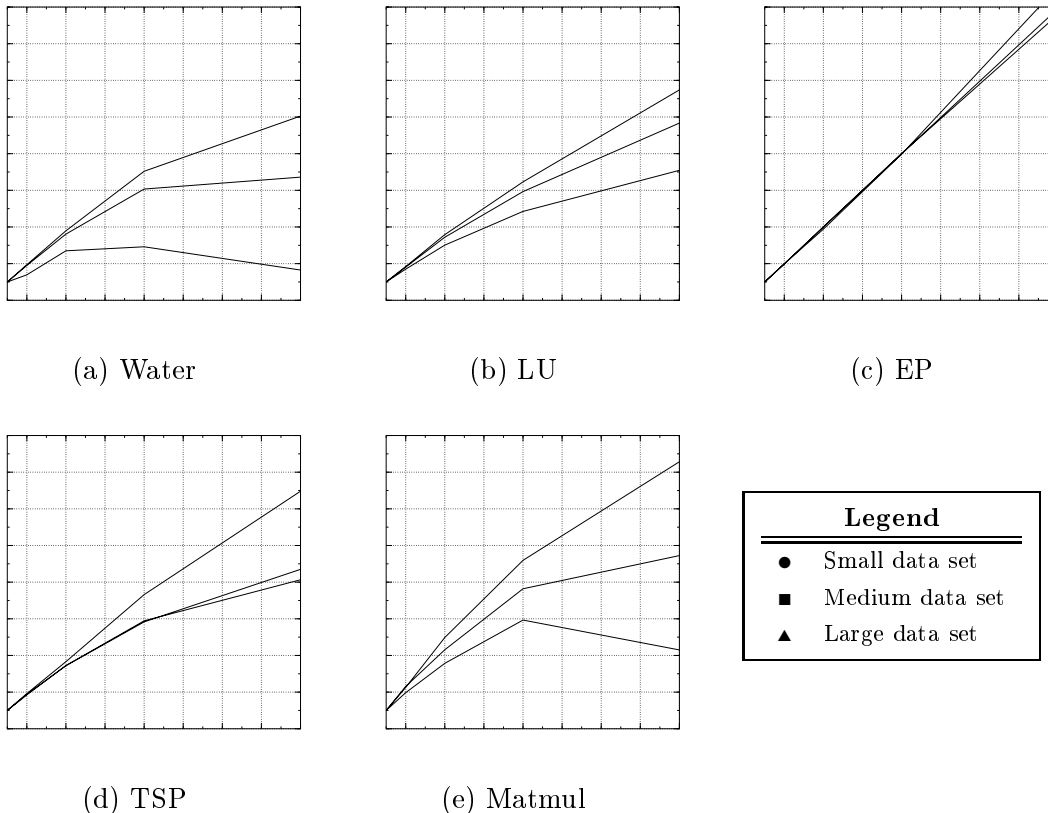 (a) Water
(b) LU
(c) EP
(d) TSP
(e) Matmul
Legend
● Small data set
■ Medium data set
▲ Large data set